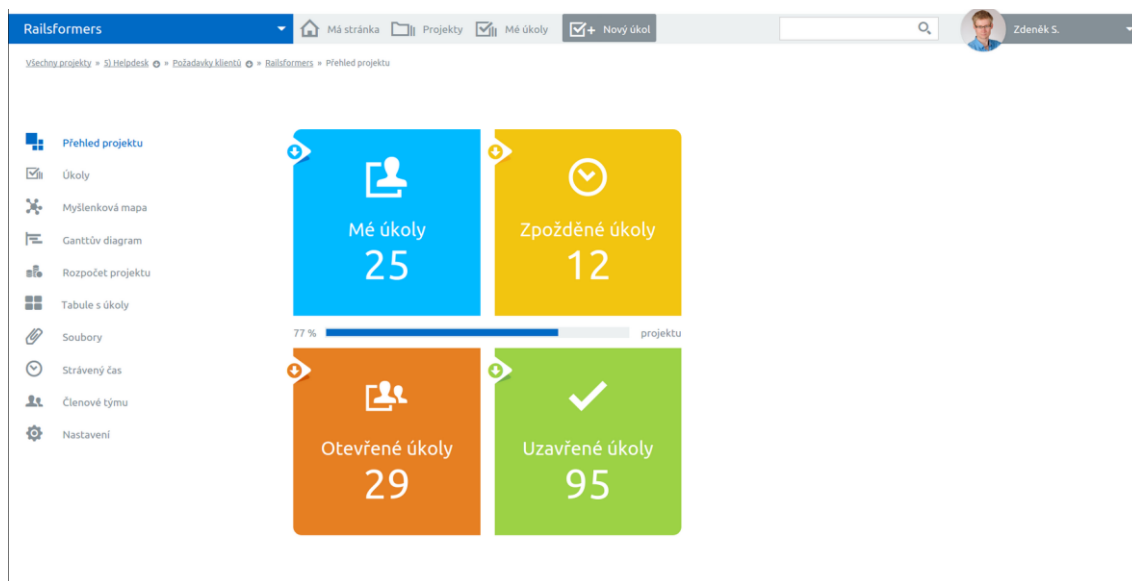 Railsformers
Má stránka Projekty Mé úkoly Nový úkol
Zdeněk S.
Všechny projekty » 5) Helpdesk » Požadavky klientů » Railsformers » Přehled projektu
Přehled projektu
Úkoly
Myšlenková mapa
Ganttův diagram
Rozpočet projektu
Tabule s úkoly
Soubory
Strávený čas
Členové týmu
Nastavení
Mé úkoly
25
Zpožděné úkoly
12
77 %
projektu
Otevřené úkoly
29
Uzavřené úkoly
95